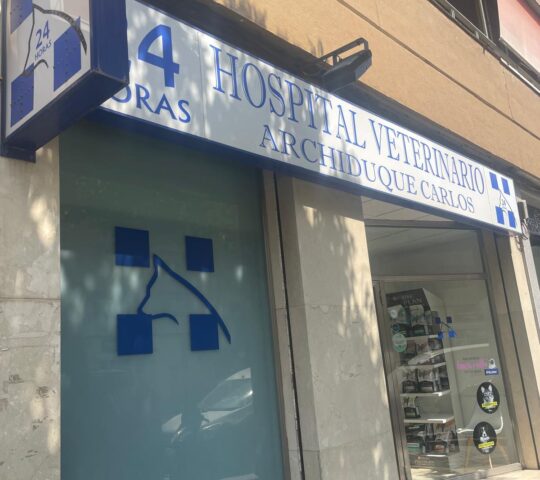 24
HORAS
24
HORAS
HOSPITAL VETERINARIO
ARCHIDUQUE CARLOS